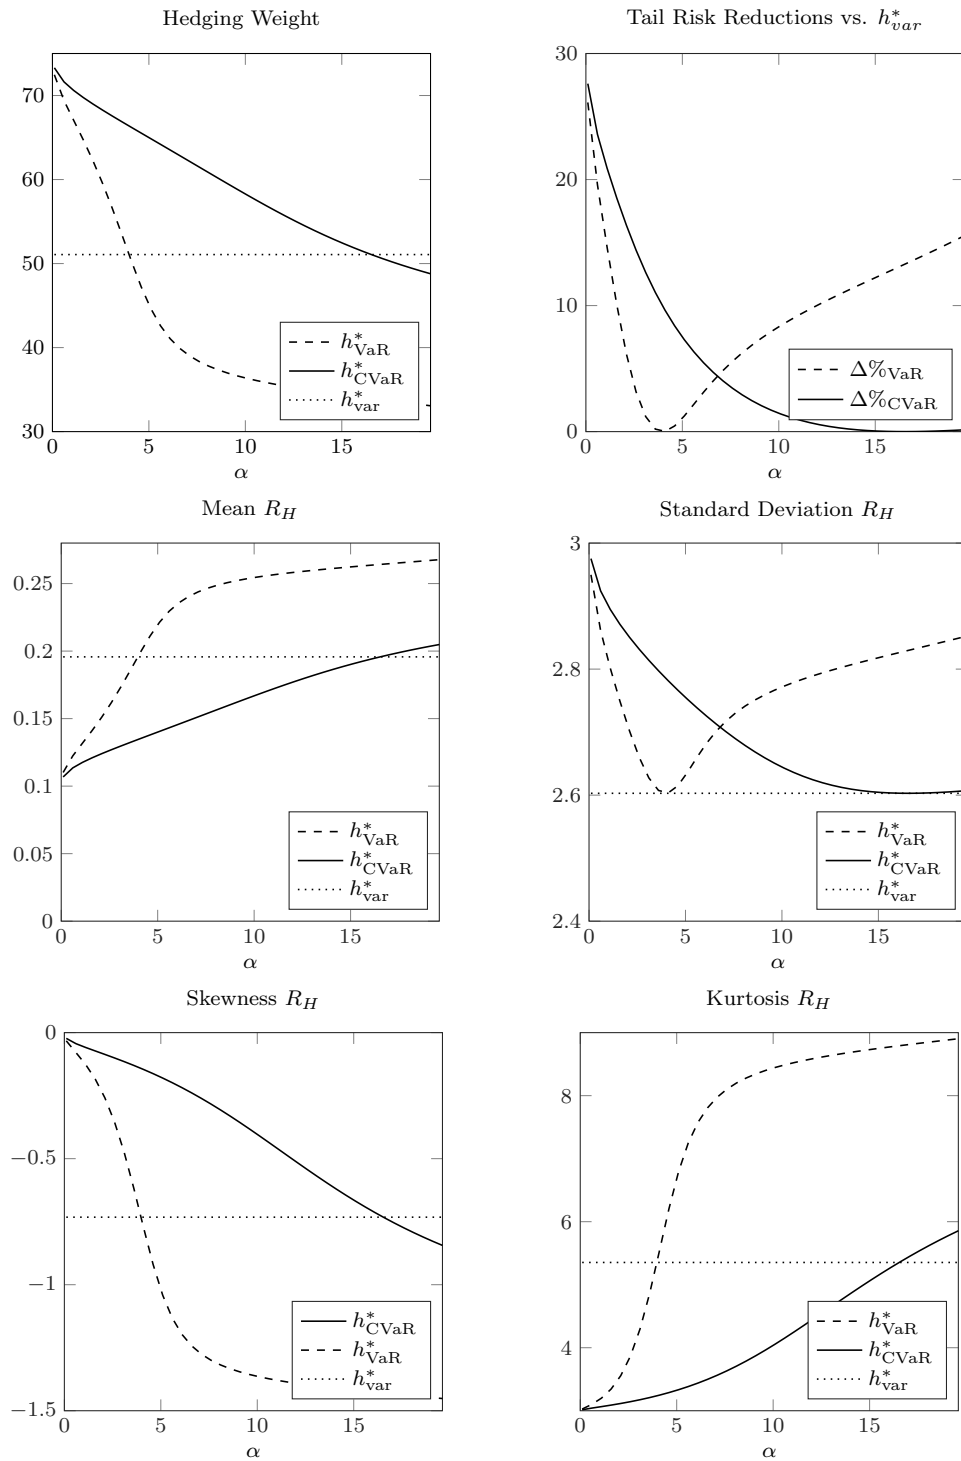 Hedging Weight
70
60
50
40
30
0 5 10 15
α
h*VaR
h*CVaR
h*var
Tail Risk Reductions vs. h*var
30
20
10
0
0 5 10 15
α
Δ%VaR
Δ%CVaR
Mean R_H
0.25
0.2
0.15
0.1
0.05
0
0 5 10 15
α
h*VaR
h*CVaR
h*var
Standard Deviation R_H
3
2.8
2.6
2.4
0 5 10 15
α
h*VaR
h*CVaR
h*var
Skewness R_H
0
−0.5
−1
−1.5
0 5 10 15
α
h*CVaR
h*VaR
h*var
Kurtosis R_H
8
6
4
0 5 10 15
α
h*VaR
h*CVaR
h*var